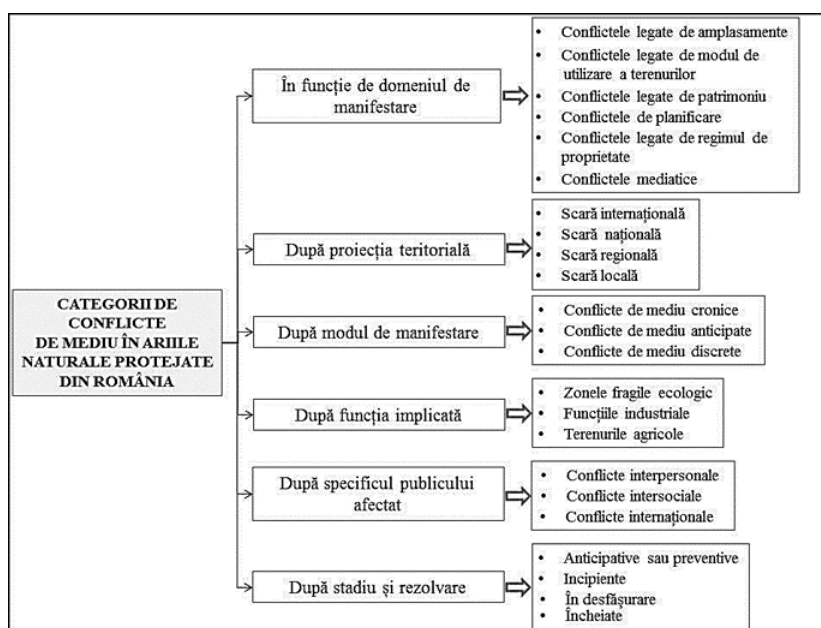 În funcție de domeniul de
manifestare
• Conflictele legate de amplasamente
• Conflictele legate de modul de
utilizare a terenurilor
• Conflictele legate de patrimoniu
• Conflictele de planificare
• Conflictele legate de regimul de
proprietate
• Conflictele mediatice
După proiecția teritorială
• Scară internațională
• Scară națională
• Scară regională
• Scară locală
CATEGORII DE
CONFLICTE
DE MEDIU ÎN ARIILE
NATURALE PROTEJATE
DIN ROMÂNIA
După modul de manifestare
• Conflicte de mediu cronice
• Conflicte de mediu anticipate
• Conflicte de mediu discrete
După funcția implicată
• Zonele fragile ecologic
• Funcțiile industriale
• Terenurile agricole
După specificul publicului
afectat
• Conflicte interpersonale
• Conflicte intersociale
• Conflicte internaționale
După stadiu și rezolvare
• Anticipative sau preventive
• Incipiente
• În desfășurare
• Încheiate